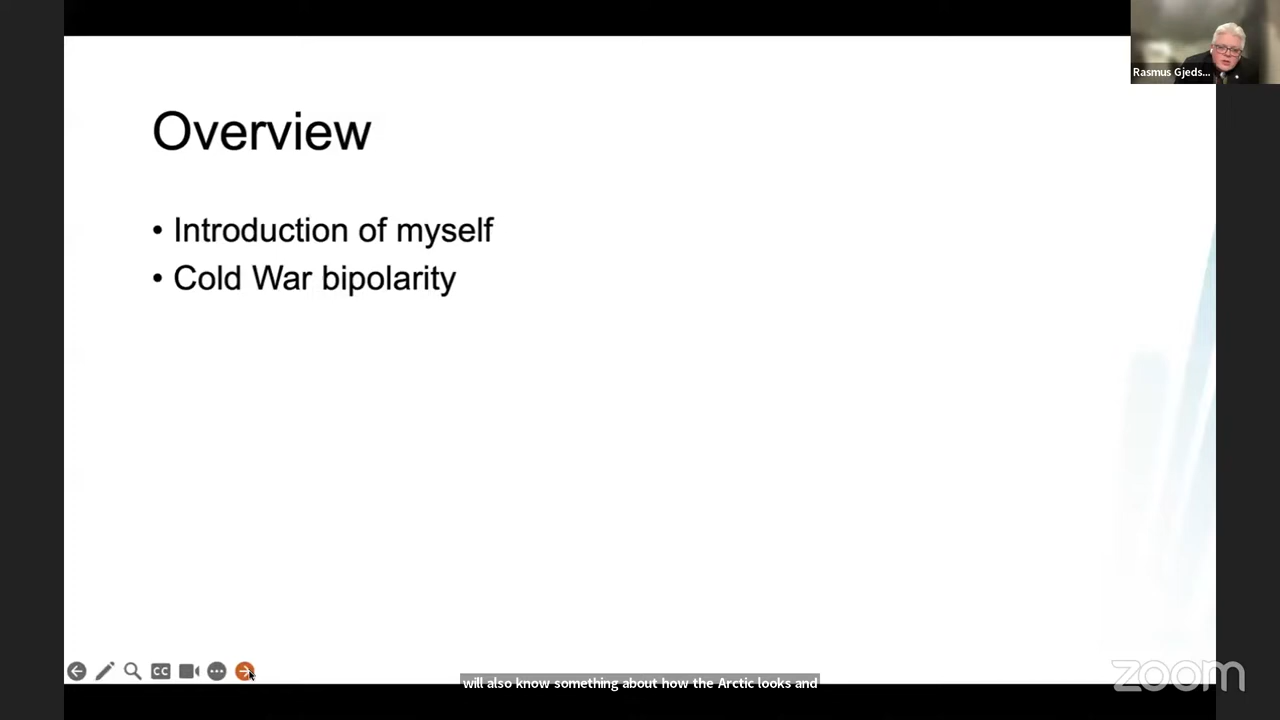 Rasmus Gjeds...
Overview
• Introduction of myself
• Cold War bipolarity
CC
will also know something about how the Arctic looks and
zoom